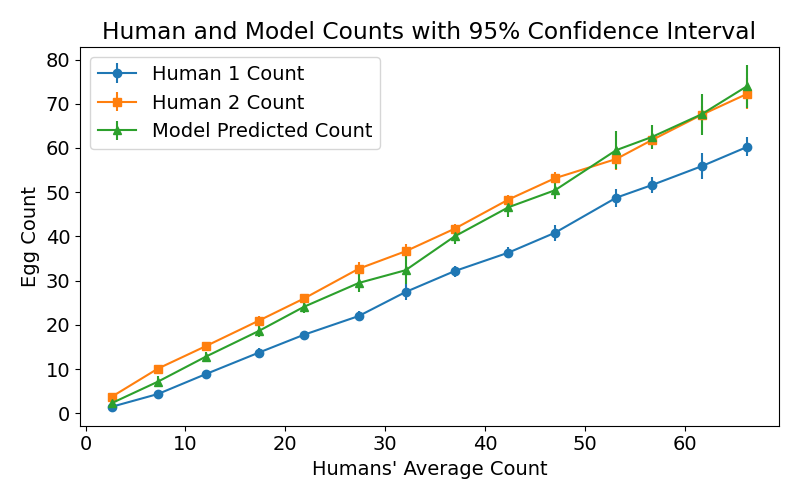 Human and Model Counts with 95% Confidence Interval
Human 1 Count
Human 2 Count
Model Predicted Count
Egg Count
80
70
60
50
40
30
20
10
0
0 10 20 30 40 50 60
Humans' Average Count